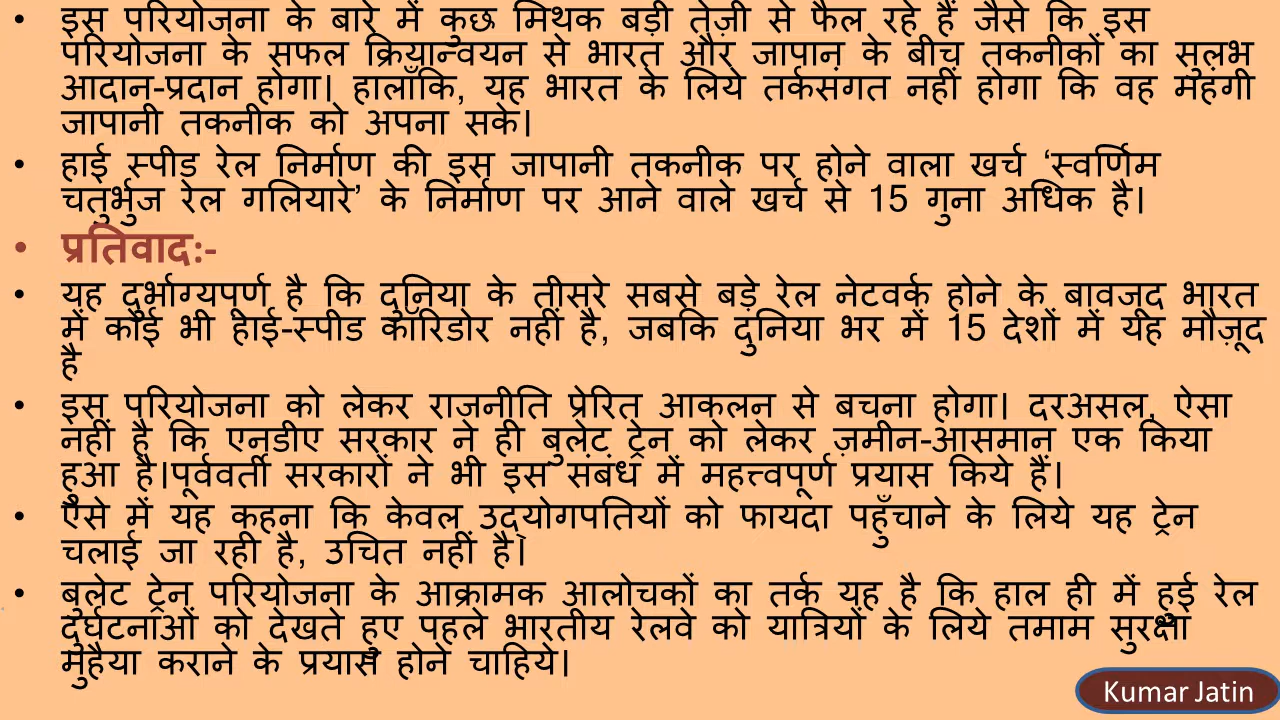 • इस परियोजना के बारे में कुछ मिथक बड़ी तेज़ी से फैल रहे हैं जैसे कि इस
परियोजना के सफल क्रियान्वयन से भारत और जापान के बीच तकनीकों का सुलभ
आदान-प्रदान होगा। हालाँकि, यह भारत के लिये तर्कसंगत नहीं होगा कि वह महंगी
जापानी तकनीक को अपना सके।
• हाई स्पीड रेल निर्माण की इस जापानी तकनीक पर होने वाला खर्च ‘स्वर्णिम
चतुर्भुज रेल गलियारे’ के निर्माण पर आने वाले खर्च से 15 गुना अधिक है।
• प्रतिवाद:-
• यह दुर्भाग्यपूर्ण है कि दुनिया के तीसरे सबसे बड़े रेल नेटवर्क होने के बावजूद भारत
में कोई भी हाई-स्पीड कॉरिडोर नहीं है, जबकि दुनिया भर में 15 देशों में यह मौज़ूद
है
• इस परियोजना को लेकर राजनीति प्रेरित आकलन से बचना होगा। दरअसल, ऐसा
नहीं है कि एनडीए सरकार ने ही बुलेट ट्रेन को लेकर ज़मीन-आसमान एक किया
हुआ है।पूर्ववर्ती सरकारों ने भी इस संबंध में महत्त्वपूर्ण प्रयास किये हैं।
• ऐसे में यह कहना कि केवल उद्योगपतियों को फायदा पहुँचाने के लिये यह ट्रेन
चलाई जा रही है, उचित नहीं है।
• बुलेट ट्रेन परियोजना के आक्रामक आलोचकों का तर्क यह है कि हाल ही में हुई रेल
दुर्घटनाओं को देखते हुए पहले भारतीय रेलवे को यात्रियों के लिये तमाम सुरक्षा
मुहैया कराने के प्रयास होने चाहिये।
Kumar Jatin